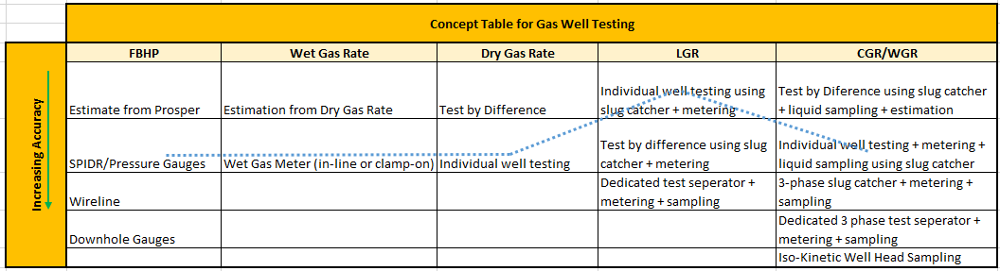 Concept Table for Gas Well Testing
FBHP Wet Gas Rate Dry Gas Rate LGR CGR/WGR
Increasing Accuracy
Estimate from Prosper
Estimation from Dry Gas Rate
Test by Difference
Individual well testing using
slug catcher + metering
Test by Diference using slug catcher
+ liquid sampling + estimation
SPIDR/Pressure Gauges
Wet Gas Meter (in-line or clamp-on)
Individual well testing
Test by difference using slug
catcher + metering
Individual well testing + metering +
liquid sampling using slug catcher
Wireline
Dedicated test seperator +
metering + sampling
3-phase slug catcher + metering +
sampling
Downhole Gauges
Dedicated 3 phase test seperator +
metering + sampling
Iso-Kinetic Well Head Sampling